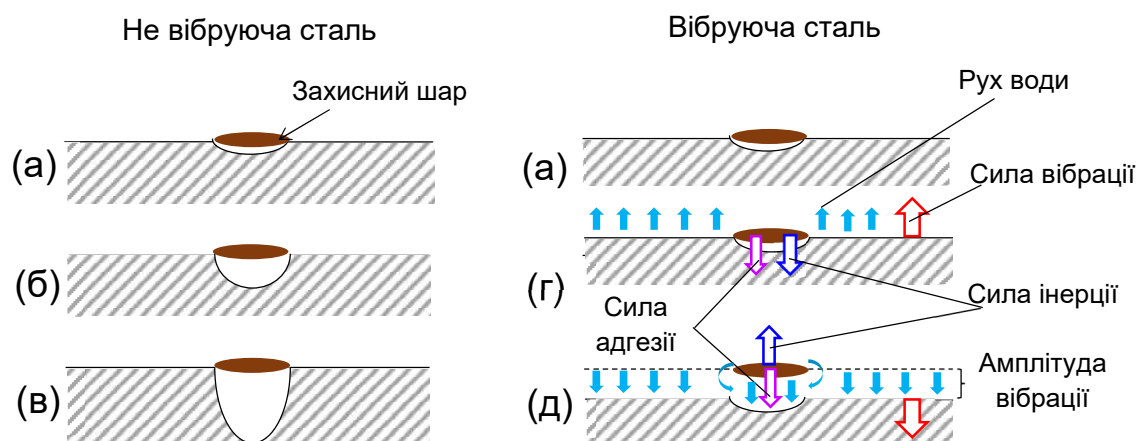 Не вібруюча сталь
Захисний шар
(а)
(б)
(в)
Вібруюча сталь
Рух води
(а)
Сила вібрації
(г)
Сила
адгезії
Сила інерції
(д)
Амплітуда
вібрації